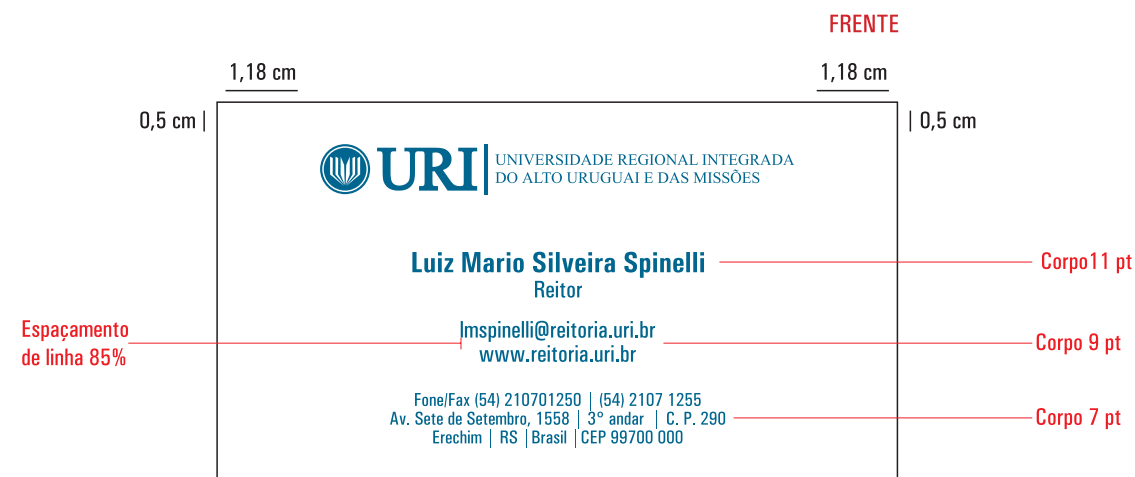 FRENTE
1,18 cm
1,18 cm
0,5 cm |
| 0,5 cm
URI
UNIVERSIDADE REGIONAL INTEGRADA
DO ALTO URUGUAI E DAS MISSÕES
Luiz Mario Silveira Spinelli
Corpo11 pt
Reitor
Espaçamento
de linha 85%
lmspinelli@reitoria.uri.br
www.reitoria.uri.br
Corpo 9 pt
Fone/Fax (54) 210701250 | (54) 2107 1255
Av. Sete de Setembro, 1558 | 3° andar | C. P. 290
Erechim | RS | Brasil | CEP 99700 000
Corpo 7 pt